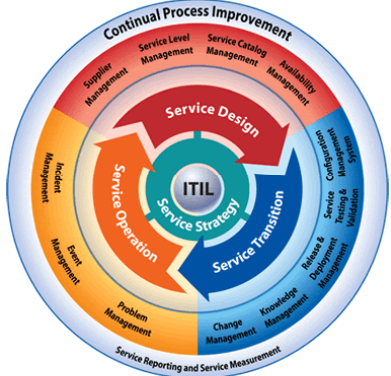 Continual Process Improvement
Supplier
Management
Service Level
Management
Service Catalog
Management
Availability
Management
Service Design
System
Configuration
Management
Service
Testing &
Validation
Release &
Deployment
Management
Knowledge
Management
Change
Management
Service Transition
Incident
Management
Event
Management
Problem
Management
Service Operation
ITIL
Service Strategy
Service Reporting and Service Measurement